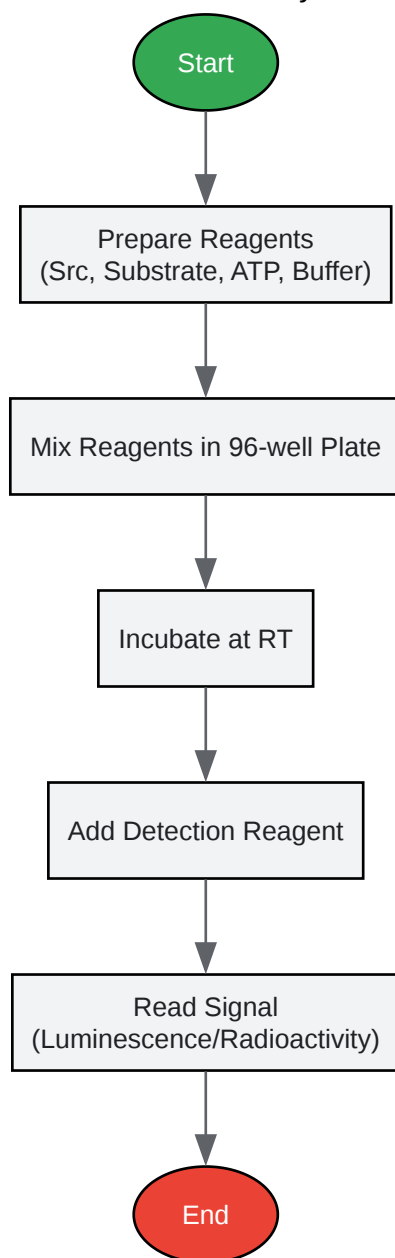 Start
Prepare Reagents
(Src, Substrate, ATP, Buffer)
Mix Reagents in 96-well Plate
Incubate at RT
Add Detection Reagent
Read Signal
(Luminescence/Radioactivity)
End